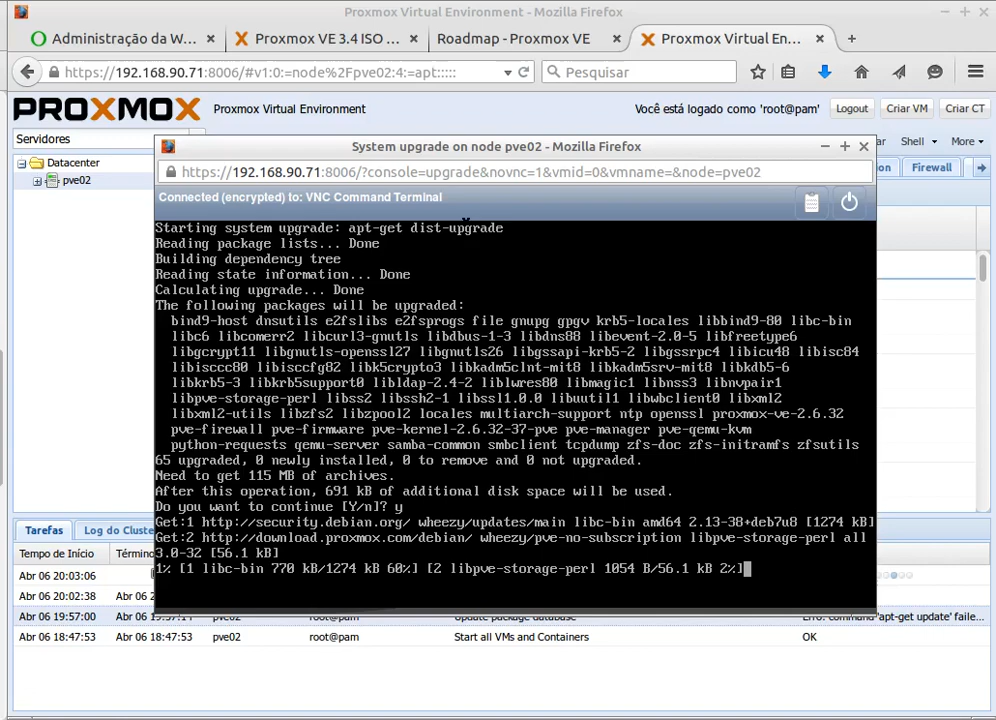 Proxmox Virtual Environment - Mozilla Firefox
Administração da W...
Proxmox VE 3.4 ISO ...
Roadmap - Proxmox VE
Proxmox Virtual En...
https://192.168.90.71:8006/#v1:0:=node%2Fpve02:4:=apt:::::
Pesquisar
PROXMOX Proxmox Virtual Environment
Você está logado como 'root@pam' Logout Criar VM Criar CT
Servidores
Datacenter
pve02
Shell More
Firewall
System upgrade on node pve02 - Mozilla Firefox
https://192.168.90.71:8006/?console=upgrade&novnc=1&vmid=0&vmname=&node=pve02
Connected (encrypted) to: VNC Command Terminal
Starting system upgrade: apt-get dist-upgrade
Reading package lists... Done
Building dependency tree
Reading state information... Done
Calculating upgrade... Done
The following packages will be upgraded:
bind9-host dnsutils e2fslibs e2fsprogs file gnupg gpgv krb5-locales libbind9-80 libc-bin
libc6 libcomerr2 libcurl3-gnutls libdbus-1-3 libdns88 libevent-2.0-5 libfreetype6
libgcrypt11 libgnutls-openssl27 libgnutls26 libgssapi-krb5-2 libgssrpc4 libicu48 libisc84
libisccc80 libisccfg82 libk5crypto3 libkadm5clnt-mit8 libkadm5srv-mit8 libkdb5-6
libkrb5-3 libkrb5support0 libldap-2.4-2 liblwres80 libmagic1 libnss3 libnvpair1
libpve-storage-perl libss2 libssh2-1 libssl1.0.0 libuutil1 libwbclient0 libxml2
libxml2-utils libzfs2 libzpool2 locales multiarch-support ntp openssl proxmox-ve-2.6.32
pve-firewall pve-firmware pve-kernel-2.6.32-37-pve pve-manager pve-qemu-kvm
python-requests qemu-server samba-common smbclient tcpdump zfs-doc zfs-initramfs zfsutils
65 upgraded, 0 newly installed, 0 to remove and 0 not upgraded.
Need to get 115 MB of archives.
After this operation, 691 kB of additional disk space will be used.
Do you want to continue [Y/n]? y
Get:1 http://security.debian.org/ wheezy/updates/main libc-bin amd64 2.13-38+deb7u8 [1274 kB]
Get:2 http://download.proxmox.com/debian/ wheezy/pve-no-subscription libpve-storage-perl all
3.0-32 [56.1 kB]
1% [1 libc-bin 770 kB/1274 kB 60%] [2 libpve-storage-perl 1054 B/56.1 kB 2%]
Tarefas Log do Cluste
Tempo de Início Término
Abr 06 20:03:06
Abr 06 20:02:38 Abr 06
Abr 06 19:57:00 Abr 06 19:57:14 pve02 root@pam Update package database Erro: command 'apt-get update' faile...
Abr 06 18:47:53 Abr 06 18:47:53 pve02 root@pam Start all VMs and Containers OK